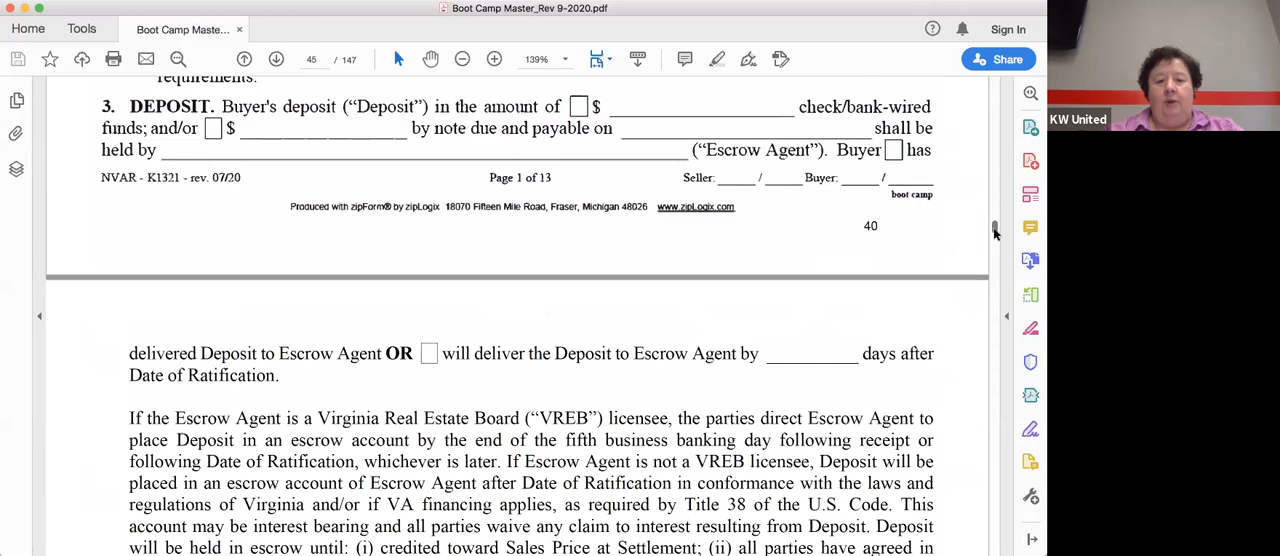 Boot Camp Master_Rev 9-2020.pdf
Home Tools Boot Camp Maste... × Sign In
45 / 147 139% Share
requirements.
3. DEPOSIT. Buyer's deposit (“Deposit”) in the amount of $ ____________________ check/bank-wired
funds; and/or $ __________________ by note due and payable on ___________________________ shall be
held by _________________________________________________________ (“Escrow Agent”). Buyer has
NVAR - K1321 - rev. 07/20 Page 1 of 13 Seller: _____ / _____ Buyer: _____ / ______
boot camp
Produced with zipForm® by zipLogix 18070 Fifteen Mile Road, Fraser, Michigan 48026 www.zipLogix.com
40
delivered Deposit to Escrow Agent OR will deliver the Deposit to Escrow Agent by __________ days after
Date of Ratification.
If the Escrow Agent is a Virginia Real Estate Board (“VREB”) licensee, the parties direct Escrow Agent to
place Deposit in an escrow account by the end of the fifth business banking day following receipt or
following Date of Ratification, whichever is later. If Escrow Agent is not a VREB licensee, Deposit will be
placed in an escrow account of Escrow Agent after Date of Ratification in conformance with the laws and
regulations of Virginia and/or if VA financing applies, as required by Title 38 of the U.S. Code. This
account may be interest bearing and all parties waive any claim to interest resulting from Deposit. Deposit
will be held in escrow until: (i) credited toward Sales Price at Settlement; (ii) all parties have agreed in
KW United